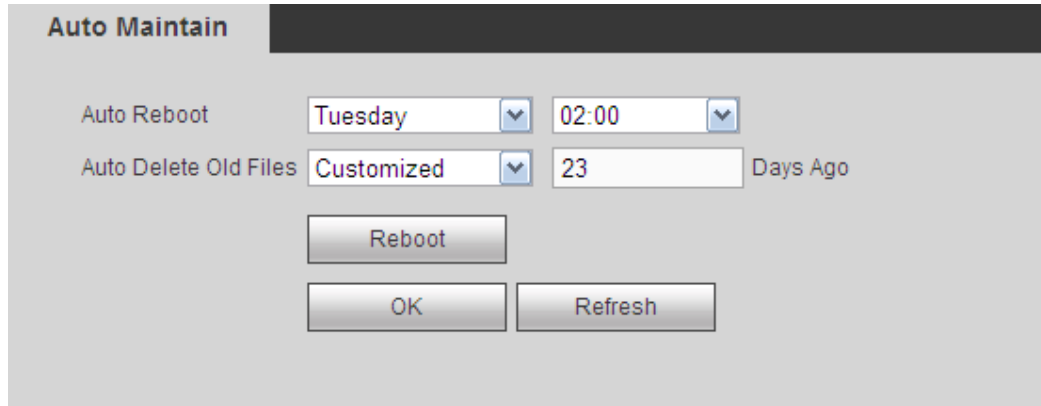 Auto Maintain
Auto Reboot Tuesday 02:00
Auto Delete Old Files Customized 23 Days Ago
Reboot
OK Refresh